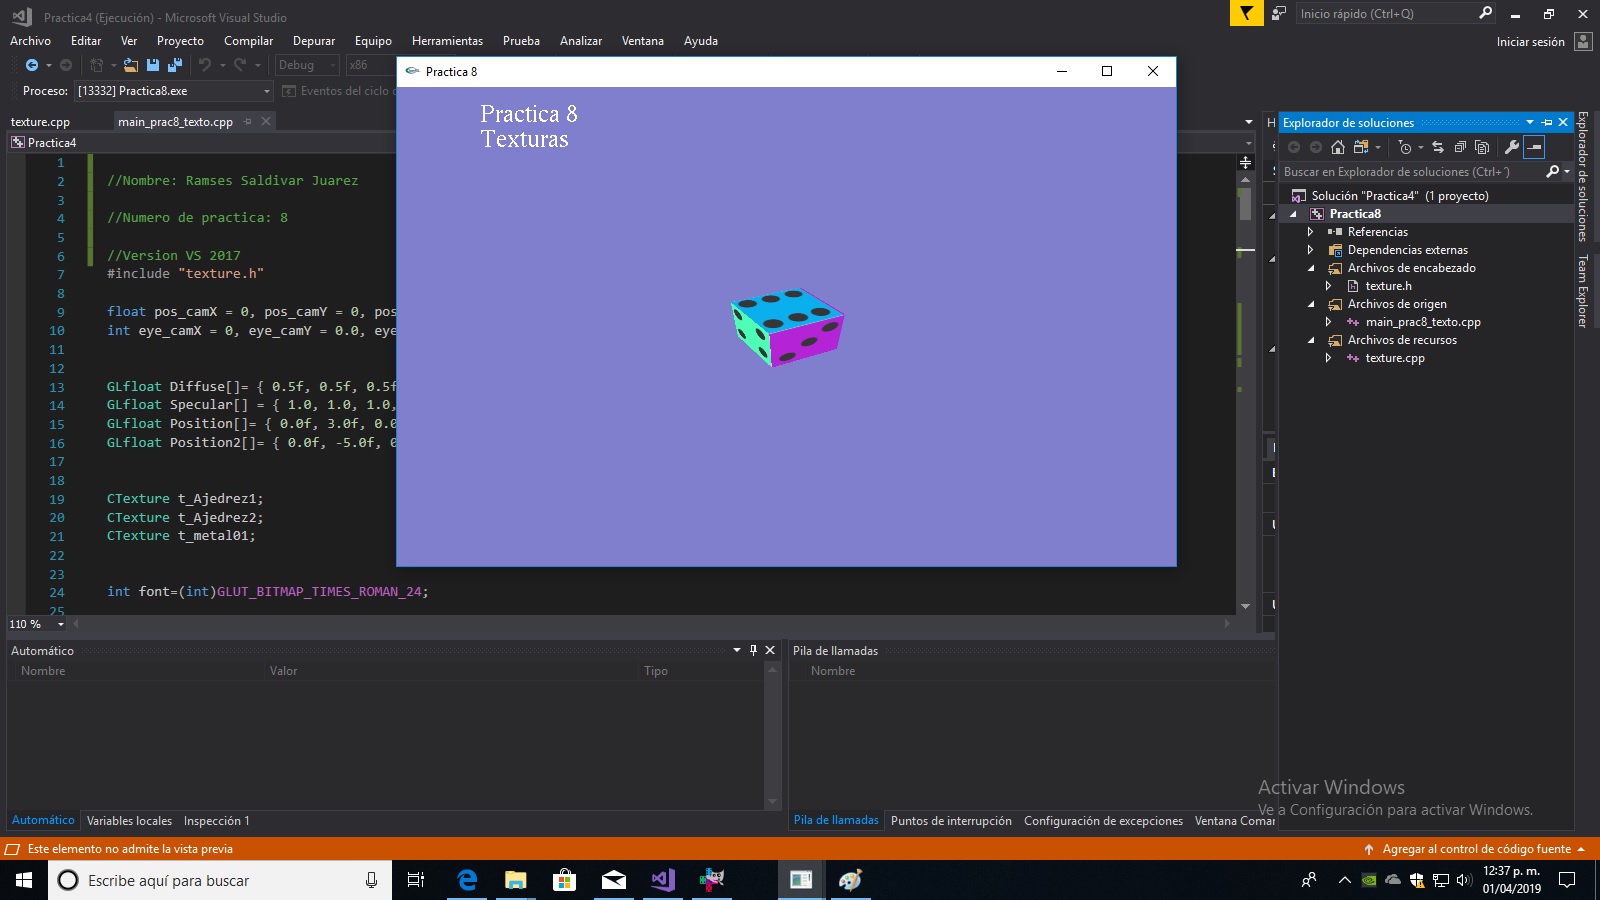 Practica4 (Ejecución) - Microsoft Visual Studio
Inicio rápido (Ctrl+Q)
Archivo Editar Ver Proyecto Compilar Depurar Equipo Herramientas Prueba Analizar Ventana Ayuda
Iniciar sesión
Debug x86
Proceso: [13332] Practica8.exe Eventos del ciclo
texture.cpp main_prac8_texto.cpp
Practica4
1
2 //Nombre: Ramses Saldivar Juarez
3
4 //Numero de practica: 8
5
6 //Version VS 2017
7 #include "texture.h"
8
9 float pos_camX = 0, pos_camY = 0, pos
10 int eye_camX = 0, eye_camY = 0.0, eye
11
12
13 GLfloat Diffuse[]= { 0.5f, 0.5f, 0.5f
14 GLfloat Specular[] = { 1.0, 1.0, 1.0,
15 GLfloat Position[]= { 0.0f, 3.0f, 0.0
16 GLfloat Position2[]= { 0.0f, -5.0f, 0
17
18
19 CTexture t_Ajedrez1;
20 CTexture t_Ajedrez2;
21 CTexture t_metal01;
22
23
24 int font=(int)GLUT_BITMAP_TIMES_ROMAN_24;
25
110 %
Practica 8
Practica 8
Texturas
Explorador de soluciones
Buscar en Explorador de soluciones (Ctrl+´)
Solución "Practica4" (1 proyecto)
Practica8
Referencias
Dependencias externas
Archivos de encabezado
texture.h
Archivos de origen
main_prac8_texto.cpp
Archivos de recursos
texture.cpp
Explorador de soluciones
Team Explorer
Automático
Nombre Valor Tipo
Automático Variables locales Inspección 1
Pila de llamadas
Nombre
Pila de llamadas Puntos de interrupción Configuración de excepciones Ventana Comar
Activar Windows
Ve a Configuración para activar Windows.
Este elemento no admite la vista previa
Agregar al control de código fuente
Escribe aquí para buscar
12:37 p. m.
01/04/2019